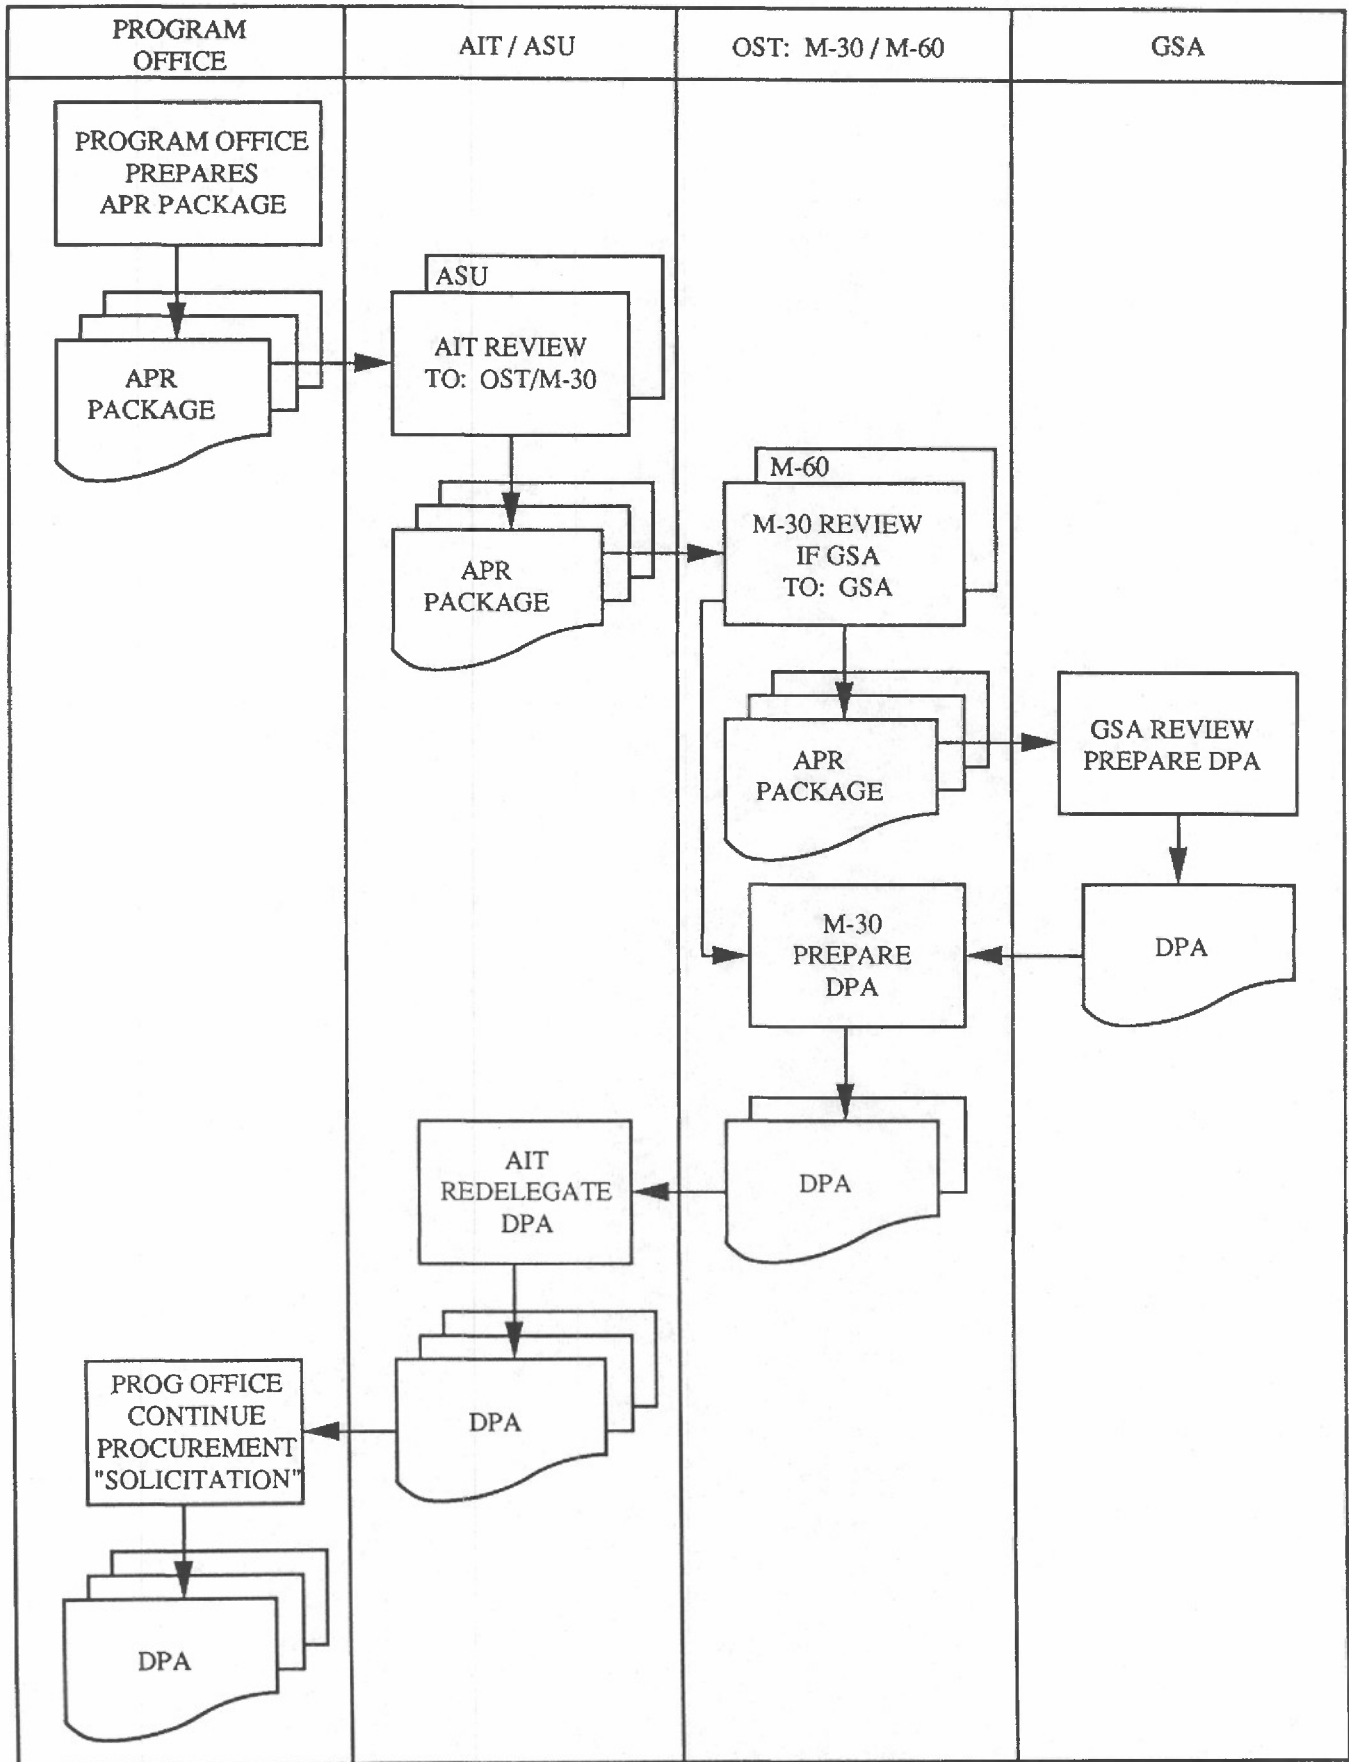 PROGRAM
OFFICE
AIT / ASU
OST: M-30 / M-60
GSA
PROGRAM OFFICE
PREPARES
APR PACKAGE
APR
PACKAGE
ASU
AIT REVIEW
TO: OST/M-30
APR
PACKAGE
M-60
M-30 REVIEW
IF GSA
TO: GSA
APR
PACKAGE
GSA REVIEW
PREPARE DPA
DPA
M-30
PREPARE
DPA
DPA
AIT
REDELEGATE
DPA
DPA
PROG OFFICE
CONTINUE
PROCUREMENT
"SOLICITATION"
DPA